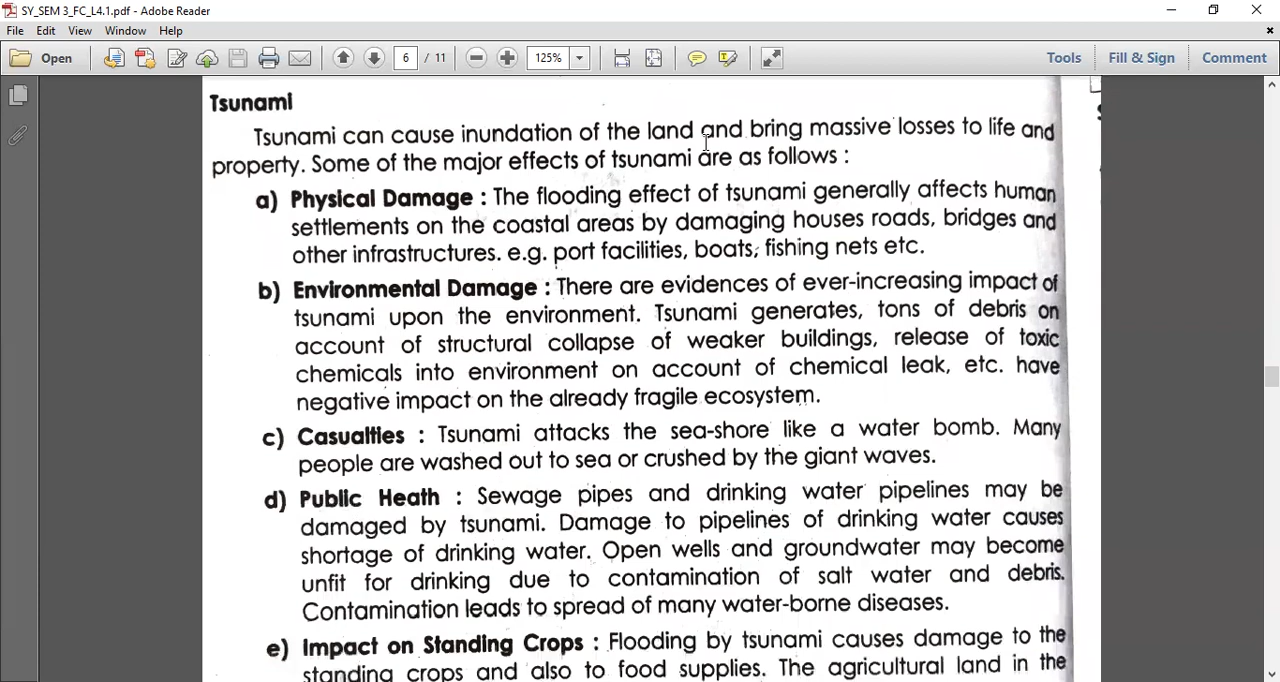 SY_SEM 3_FC_L4.1.pdf - Adobe Reader
File Edit View Window Help
Open 6 / 11 125% Tools Fill & Sign Comment
Tsunami
Tsunami can cause inundation of the land and bring massive losses to life and
property. Some of the major effects of tsunami are as follows :
a) Physical Damage : The flooding effect of tsunami generally affects human
settlements on the coastal areas by damaging houses roads, bridges and
other infrastructures. e.g. port facilities, boats, fishing nets etc.
b) Environmental Damage : There are evidences of ever-increasing impact of
tsunami upon the environment. Tsunami generates, tons of debris on
account of structural collapse of weaker buildings, release of toxic
chemicals into environment on account of chemical leak, etc. have
negative impact on the already fragile ecosystem.
c) Casualties : Tsunami attacks the sea-shore like a water bomb. Many
people are washed out to sea or crushed by the giant waves.
d) Public Heath : Sewage pipes and drinking water pipelines may be
damaged by tsunami. Damage to pipelines of drinking water causes
shortage of drinking water. Open wells and groundwater may become
unfit for drinking due to contamination of salt water and debris.
Contamination leads to spread of many water-borne diseases.
e) Impact on Standing Crops : Flooding by tsunami causes damage to the
standing crops and also to food supplies. The agricultural land in the